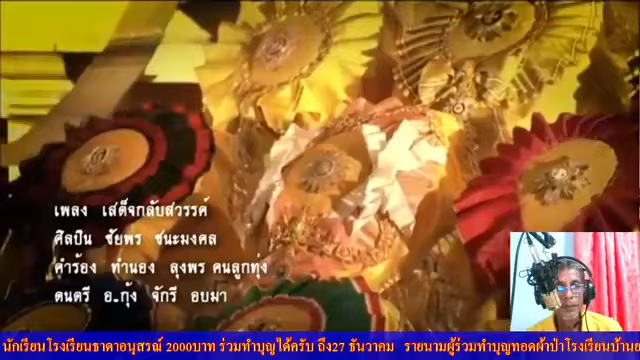 เพลง เสด็จกลับสวรรค์
ศิลปิน ชัยพร ชนะมงคล
คำร้อง ทำนอง ลุงพร คนลูกทุ่ง
ดนตรี อ.กุ้ง จักรี อบมา
นักเรียนโรงเรียนธาดาอนุสรณ์ 2000บาท ร่วมทำบุญได้ครับ ถึง27 ธันวาคม รายนามผู้ร่วมทำบุญทอดผ้าป่าโรงเรียนบ้าน